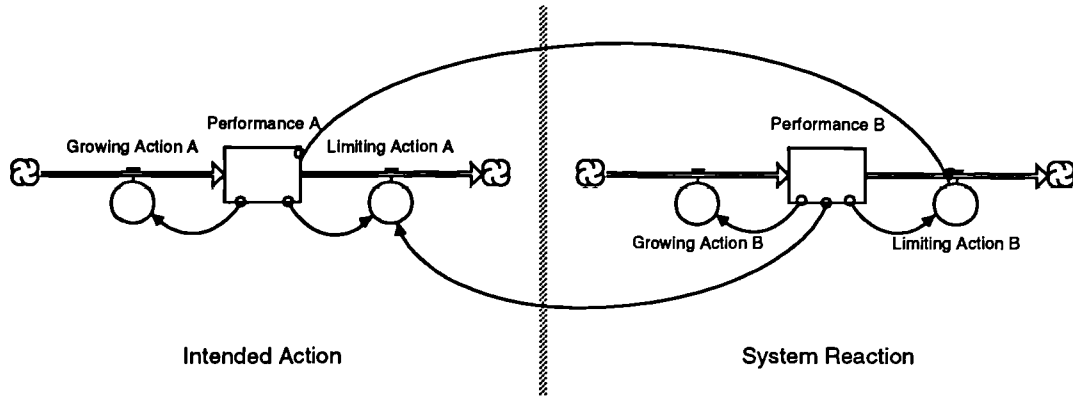 Performance A
Growing Action A
Limiting Action A
Performance B
Growing Action B
Limiting Action B
Intended Action
System Reaction